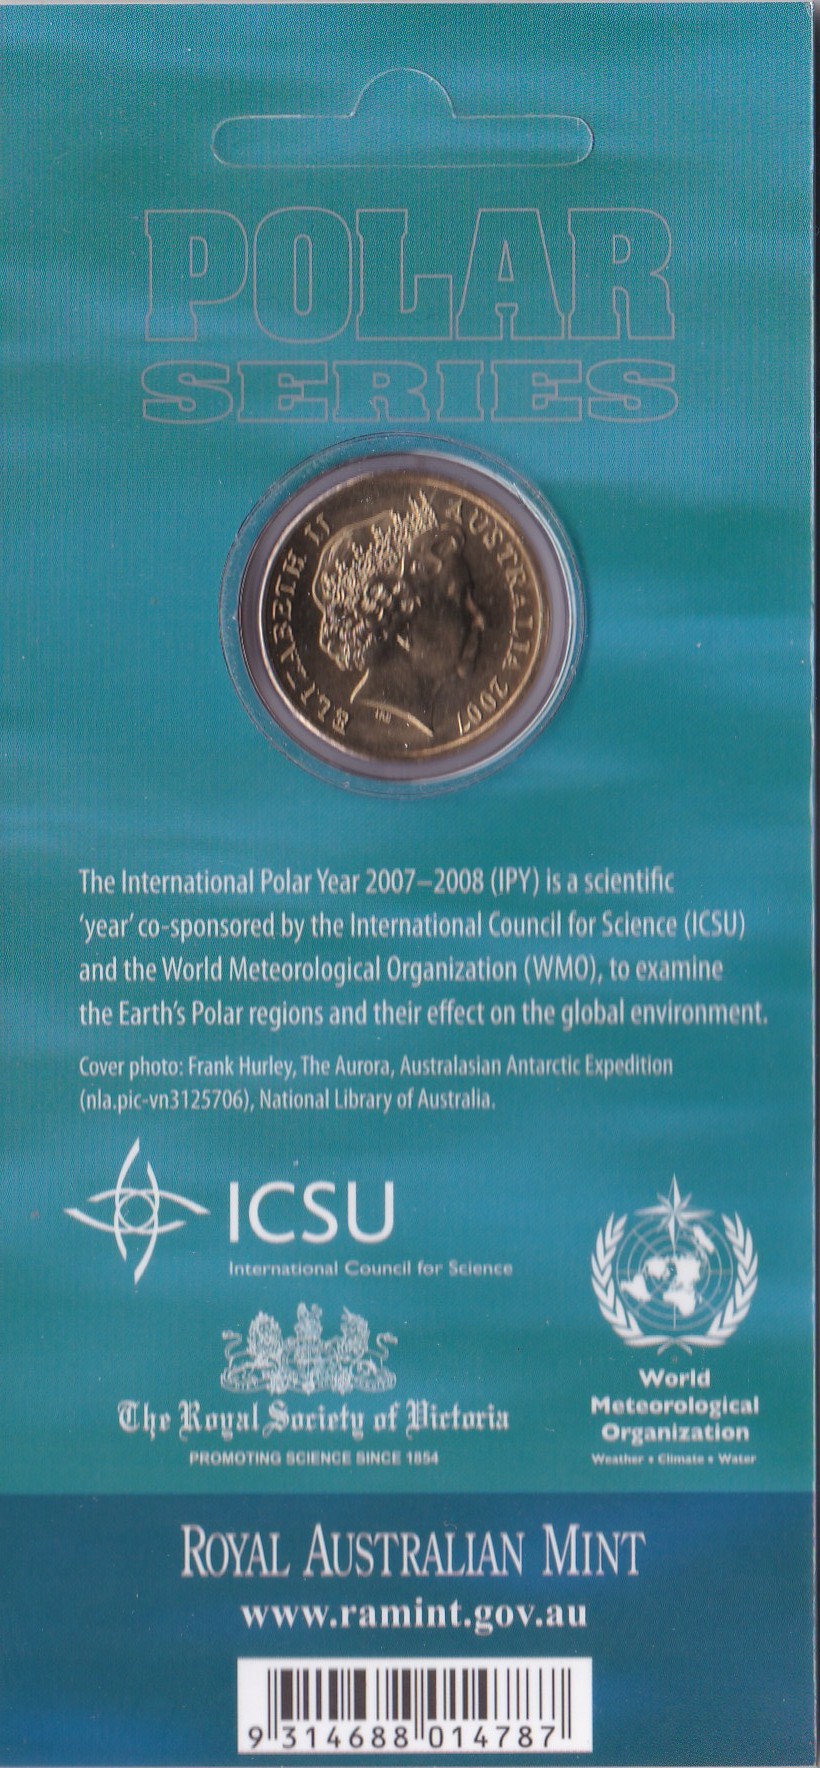 POLAR
SERIES
ELIZABETH II AUSTRALIA 2007
IRB
The International Polar Year 2007–2008 (IPY) is a scientific
‘year’ co-sponsored by the International Council for Science (ICSU)
and the World Meteorological Organization (WMO), to examine
the Earth’s Polar regions and their effect on the global environment.
Cover photo: Frank Hurley, The Aurora, Australasian Antarctic Expedition
(nla.pic-vn3125706), National Library of Australia.
ICSU
International Council for Science
The Royal Society of Victoria
PROMOTING SCIENCE SINCE 1854
World
Meteorological
Organization
Weather • Climate • Water
ROYAL AUSTRALIAN MINT
www.ramint.gov.au
9 314688 014787